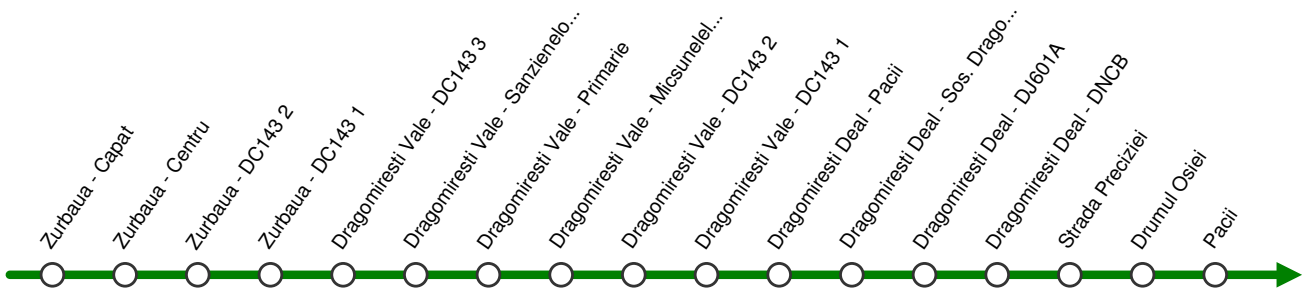 Zurbaua - Capat
Zurbaua - Centru
Zurbaua - DC143 2
Zurbaua - DC143 1
Dragomiresti Vale - DC143 3
Dragomiresti Vale - Sanzienelo...
Dragomiresti Vale - Primarie
Dragomiresti Vale - Micsunelel...
Dragomiresti Vale - DC143 2
Dragomiresti Vale - DC143 1
Dragomiresti Deal - Pacii
Dragomiresti Deal - Sos. Drago...
Dragomiresti Deal - DJ601A
Dragomiresti Deal - DNCB
Strada Preciziei
Drumul Osiei
Pacii